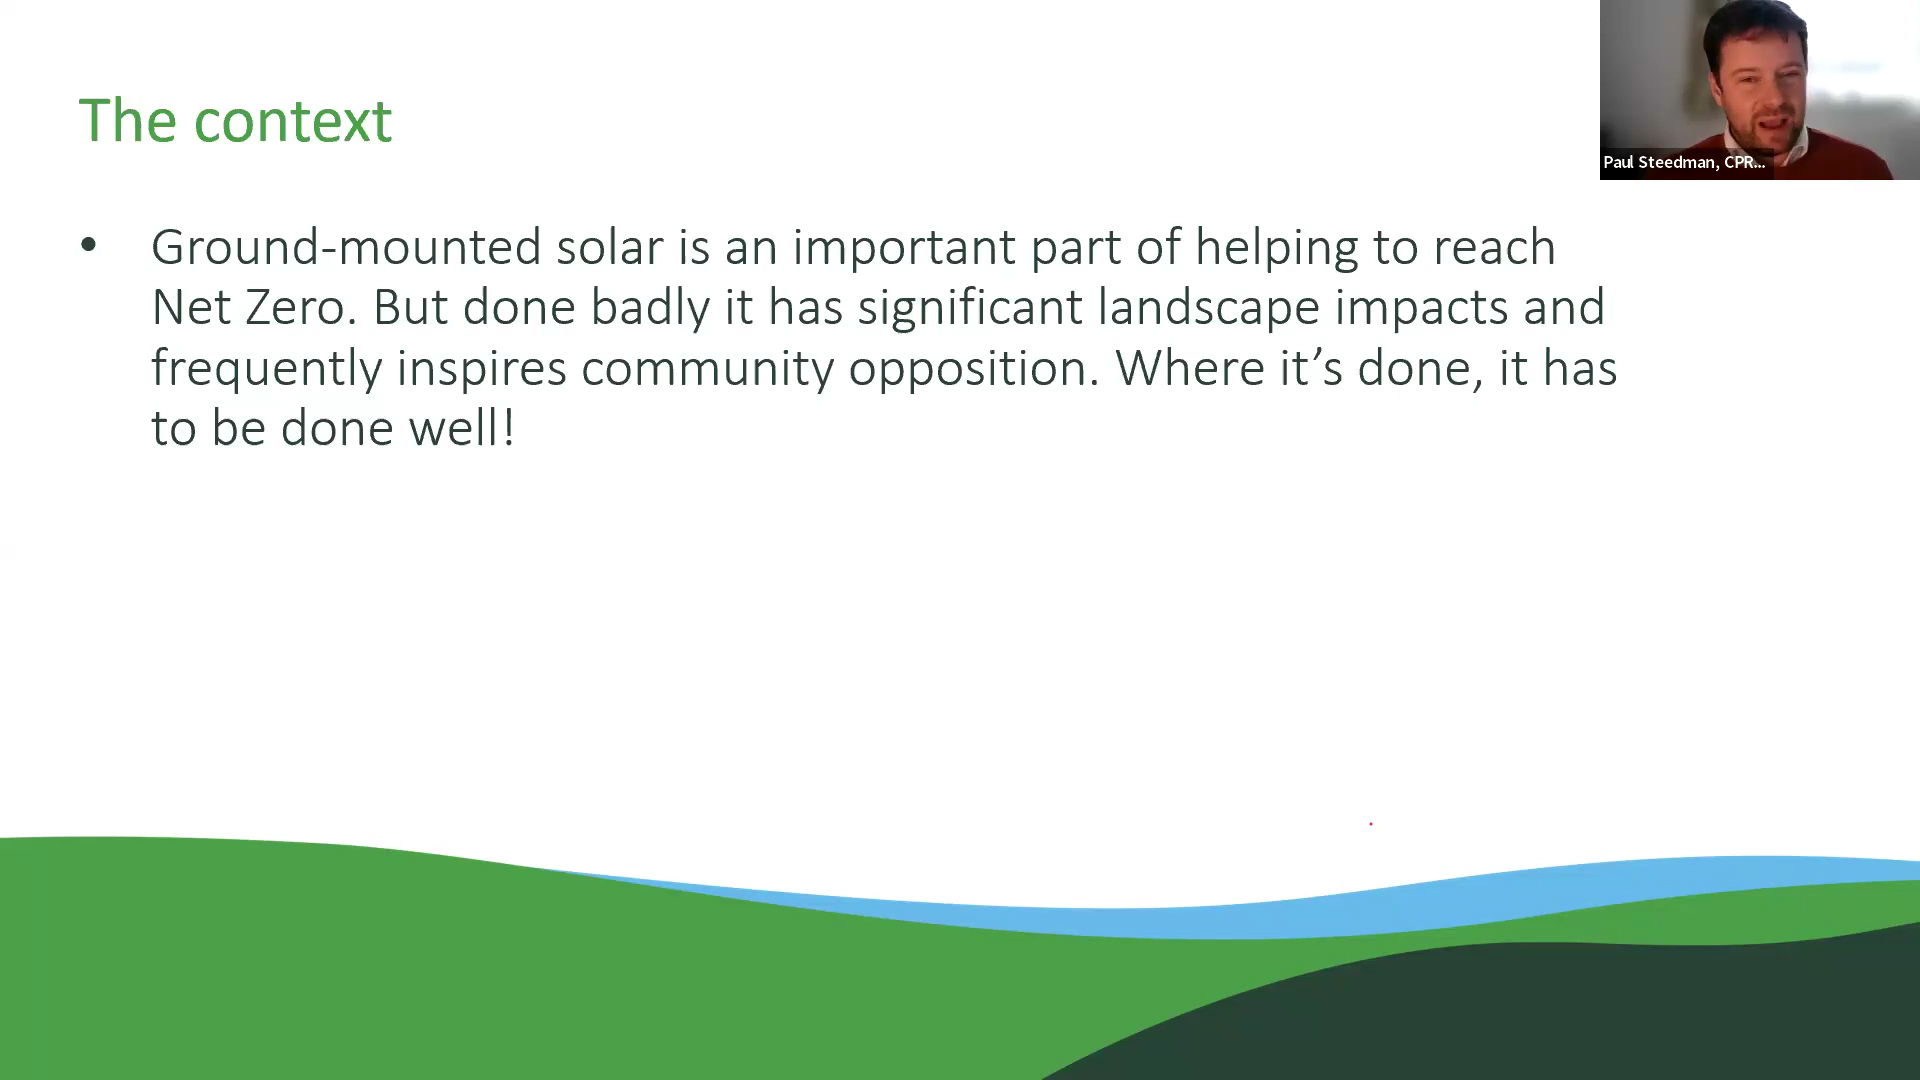 The context
Paul Steedman, CPR...
• Ground-mounted solar is an important part of helping to reach
Net Zero. But done badly it has significant landscape impacts and
frequently inspires community opposition. Where it’s done, it has
to be done well!